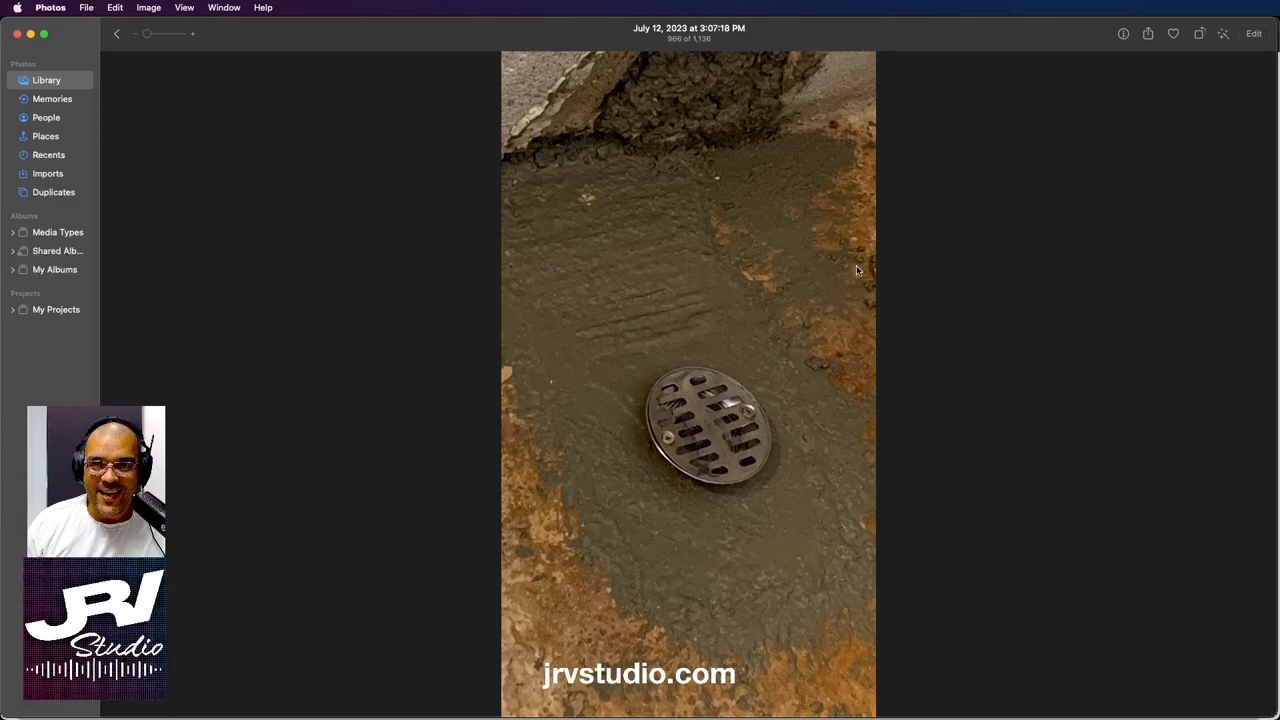 Photos File Edit Image View Window Help
July 12, 2023 at 3:07:18 PM
966 of 1,136
Edit
Photos
Library
Memories
People
Places
Recents
Imports
Duplicates
Albums
Media Types
Shared Alb...
My Albums
Projects
My Projects
JRV
Studio
jrvstudio.com